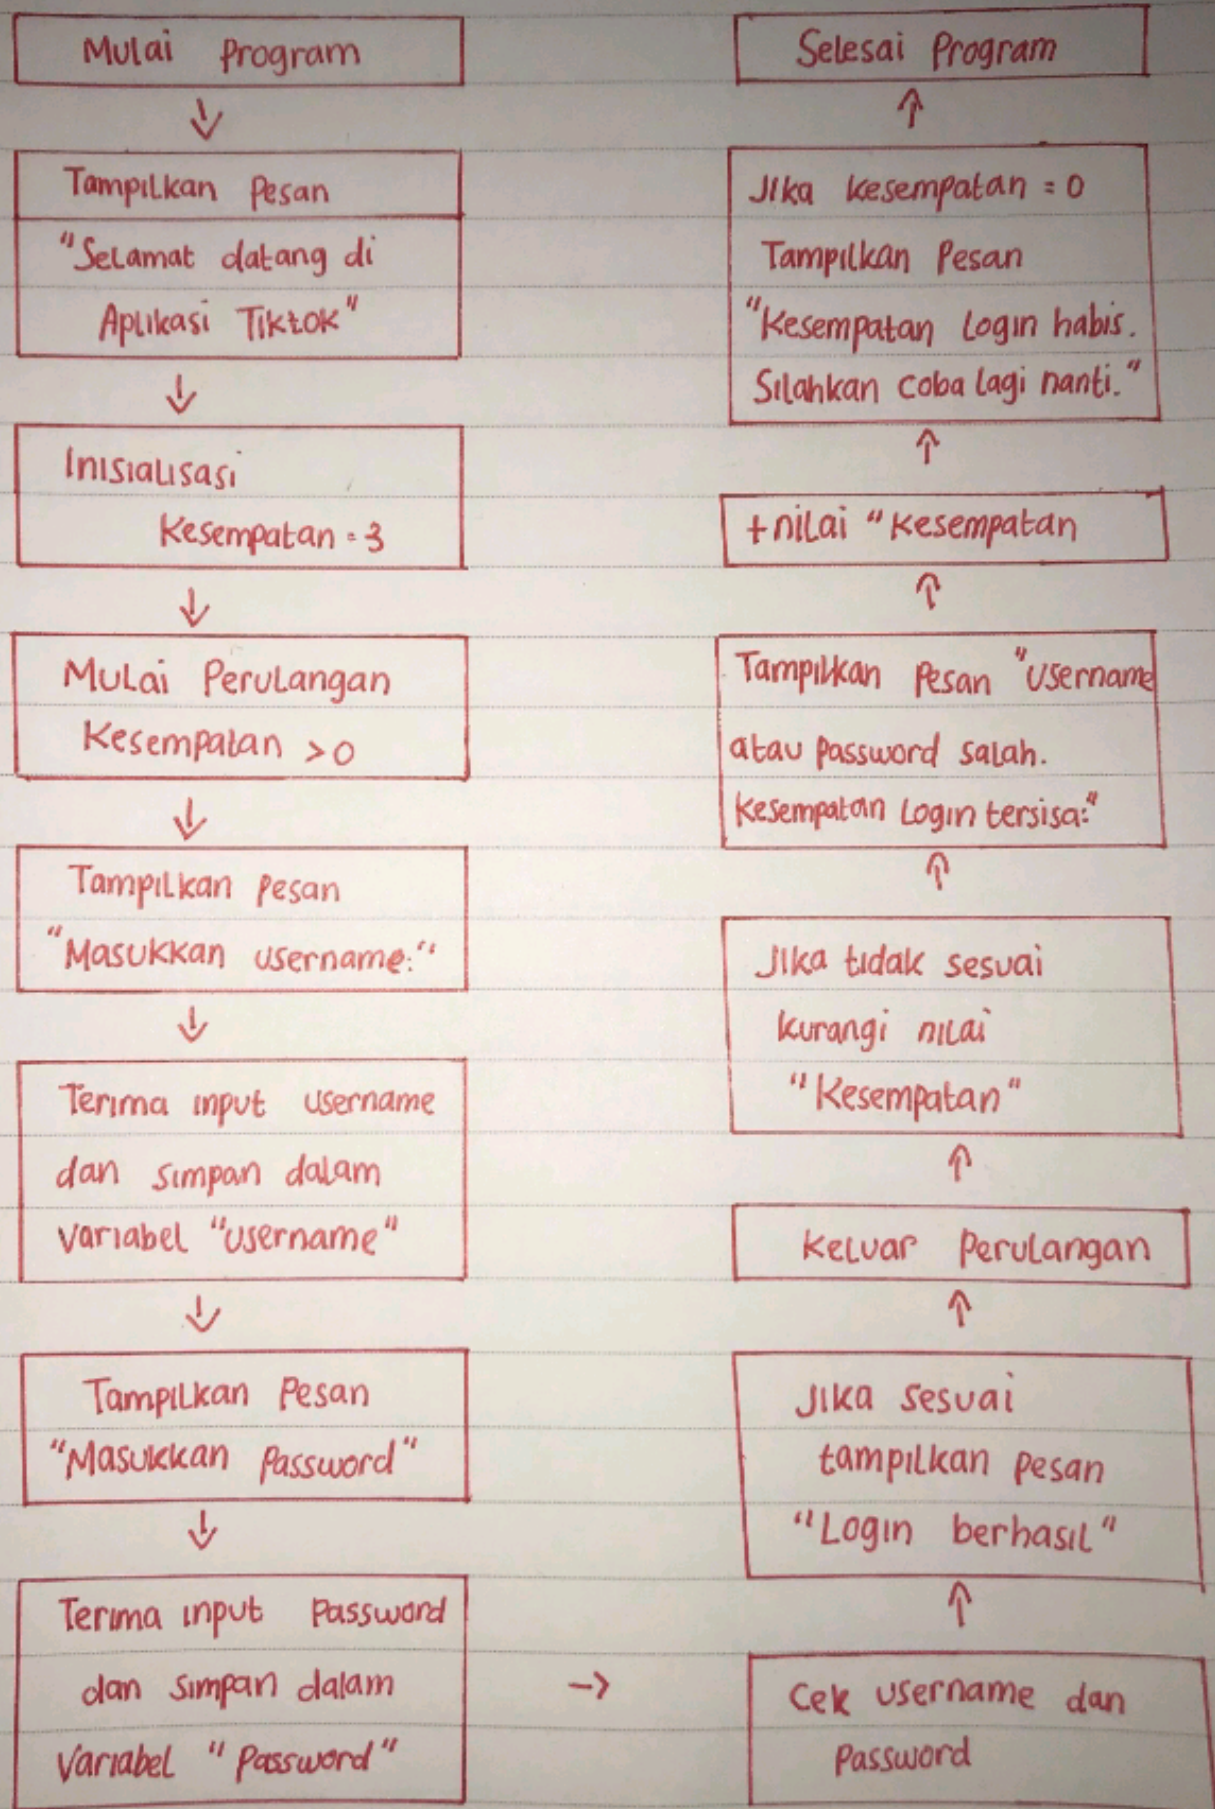 Mulai Program
Tampilkan Pesan
"Selamat datang di
Aplikasi Tiktok"
Inisialisasi
Kesempatan = 3
Mulai Perulangan
Kesempatan > 0
Tampilkan Pesan
"Masukkan username:"
Terima input username
dan simpan dalam
Variabel "username"
Tampilkan Pesan
"Masukkan Password"
Terima input Password
dan simpan dalam
Variabel "Password"
Cek username dan
Password
Jika sesuai
tampilkan pesan
"Login berhasil"
Keluar Perulangan
Jika tidak sesuai
kurangi nilai
"Kesempatan"
Tampilkan Pesan "username
atau password salah.
Kesempatan Login tersisa:"
+nilai "Kesempatan
Jika kesempatan = 0
Tampilkan Pesan
"Kesempatan Login habis.
Silahkan coba lagi nanti."
Selesai Program